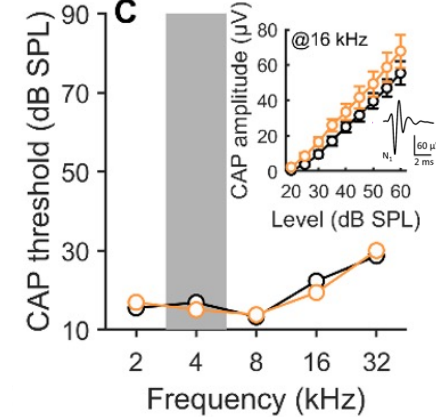 C
CAP threshold (dB SPL)
90
70
50
30
10
2 4 8 16 32
Frequency (kHz)
CAP amplitude (µV)
80
60
40
20
0
@16 kHz
N1
60 µ
2 ms
20 30 40 50 60
Level (dB SPL)